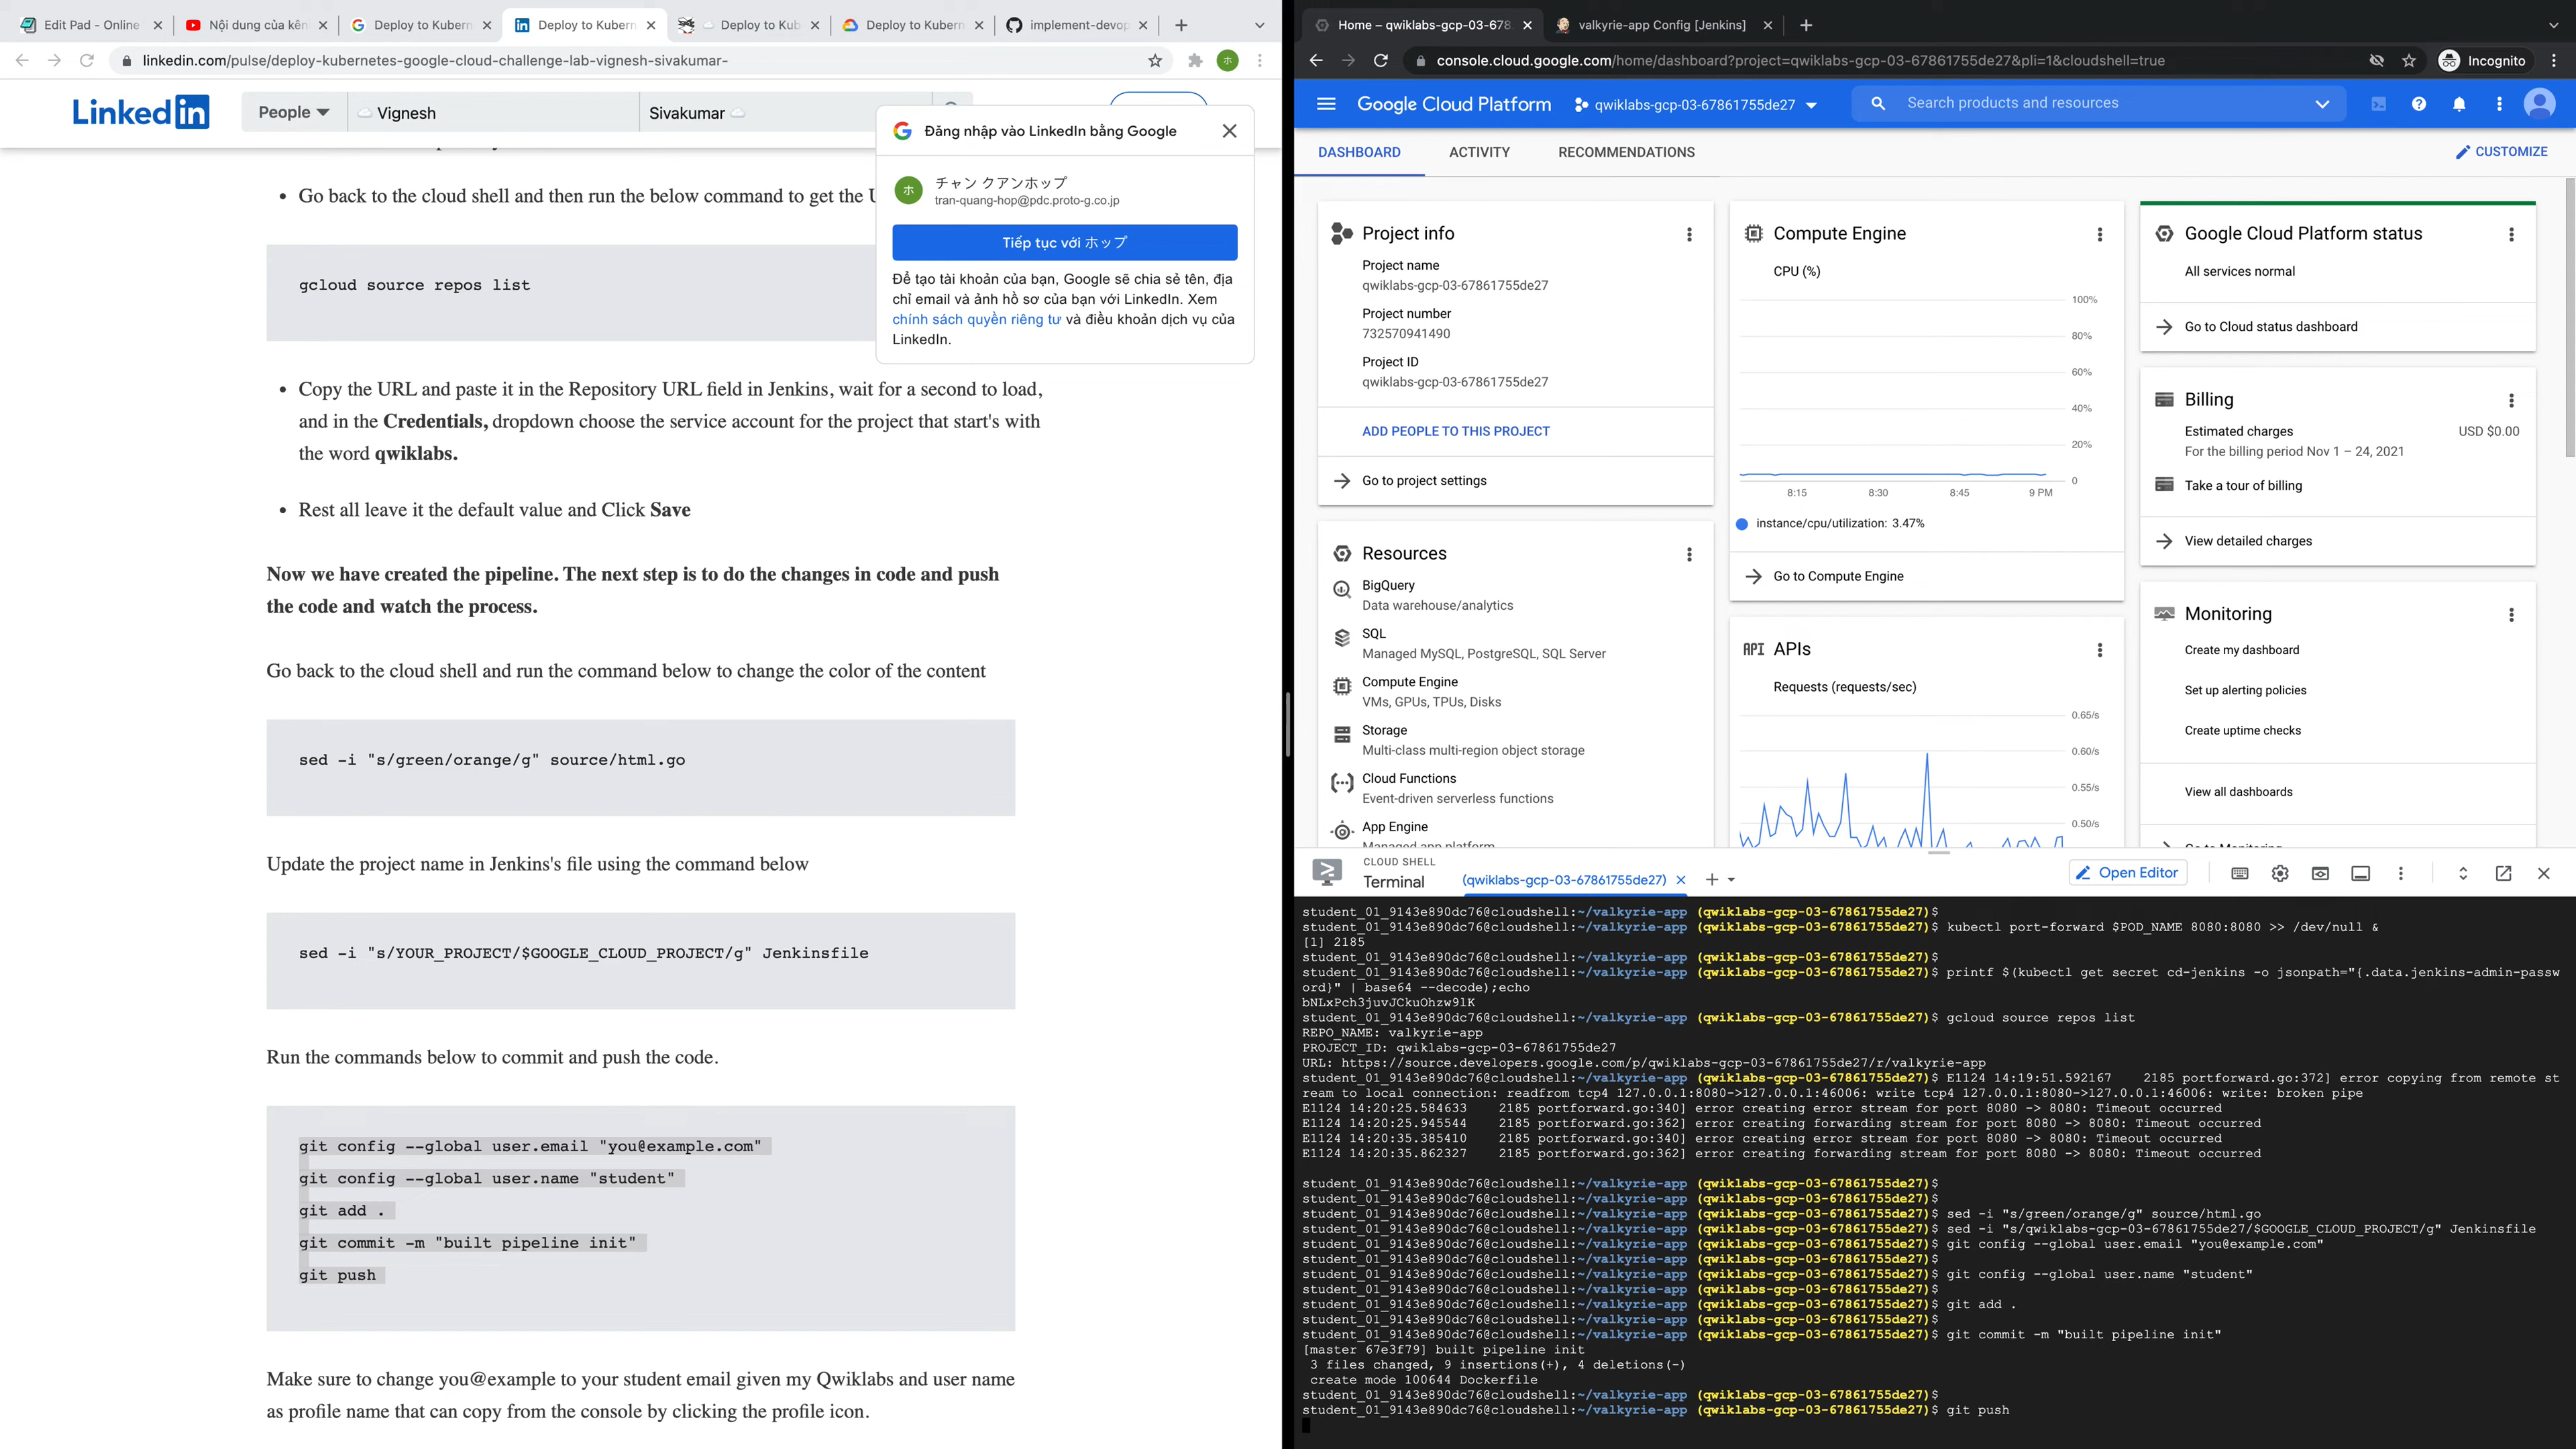 Edit Pad - Online
Nội dung của kên
Deploy to Kubern
Deploy to Kubern
Deploy to Kub
Deploy to Kubern
implement-devop
linkedin.com/pulse/deploy-kubernetes-google-cloud-challenge-lab-vignesh-sivakumar-
LinkedIn
People
Vignesh
Sivakumar
Đăng nhập vào LinkedIn bằng Google
チャン クアンホップ
tran-quang-hop@pdc.proto-g.co.jp
Tiếp tục với ホップ
Để tạo tài khoản của bạn, Google sẽ chia sẻ tên, địa
chỉ email và ảnh hồ sơ của bạn với LinkedIn. Xem
chính sách quyền riêng tư và điều khoản dịch vụ của
LinkedIn.
• Go back to the cloud shell and then run the below command to get the U
gcloud source repos list
• Copy the URL and paste it in the Repository URL field in Jenkins, wait for a second to load,
and in the Credentials, dropdown choose the service account for the project that start's with
the word qwiklabs.
• Rest all leave it the default value and Click Save
Now we have created the pipeline. The next step is to do the changes in code and push
the code and watch the process.
Go back to the cloud shell and run the command below to change the color of the content
sed -i "s/green/orange/g" source/html.go
Update the project name in Jenkins's file using the command below
sed -i "s/YOUR_PROJECT/$GOOGLE_CLOUD_PROJECT/g" Jenkinsfile
Run the commands below to commit and push the code.
git config --global user.email "you@example.com"
git config --global user.name "student"
git add .
git commit -m "built pipeline init"
git push
Make sure to change you@example to your student email given my Qwiklabs and user name
as profile name that can copy from the console by clicking the profile icon.
Home – qwiklabs-gcp-03-678
valkyrie-app Config [Jenkins]
console.cloud.google.com/home/dashboard?project=qwiklabs-gcp-03-67861755de27&pli=1&cloudshell=true
Incognito
Google Cloud Platform
qwiklabs-gcp-03-67861755de27
Search products and resources
DASHBOARD
ACTIVITY
RECOMMENDATIONS
CUSTOMIZE
Project info
Project name
qwiklabs-gcp-03-67861755de27
Project number
732570941490
Project ID
qwiklabs-gcp-03-67861755de27
ADD PEOPLE TO THIS PROJECT
Go to project settings
Resources
BigQuery
Data warehouse/analytics
SQL
Managed MySQL, PostgreSQL, SQL Server
Compute Engine
VMs, GPUs, TPUs, Disks
Storage
Multi-class multi-region object storage
Cloud Functions
Event-driven serverless functions
App Engine
Managed app platform
Compute Engine
CPU (%)
100%
80%
60%
40%
20%
0
8:15
8:30
8:45
9 PM
instance/cpu/utilization: 3.47%
Go to Compute Engine
API APIs
Requests (requests/sec)
0.65/s
0.60/s
0.55/s
0.50/s
Google Cloud Platform status
All services normal
Go to Cloud status dashboard
Billing
Estimated charges
USD $0.00
For the billing period Nov 1 – 24, 2021
Take a tour of billing
View detailed charges
Monitoring
Create my dashboard
Set up alerting policies
Create uptime checks
View all dashboards
Go to Monitoring
CLOUD SHELL
Terminal
(qwiklabs-gcp-03-67861755de27)
Open Editor
student_01_9143e890dc76@cloudshell:~/valkyrie-app (qwiklabs-gcp-03-67861755de27)$
student_01_9143e890dc76@cloudshell:~/valkyrie-app (qwiklabs-gcp-03-67861755de27)$ kubectl port-forward $POD_NAME 8080:8080 >> /dev/null &
[1] 2185
student_01_9143e890dc76@cloudshell:~/valkyrie-app (qwiklabs-gcp-03-67861755de27)$
student_01_9143e890dc76@cloudshell:~/valkyrie-app (qwiklabs-gcp-03-67861755de27)$ printf $(kubectl get secret cd-jenkins -o jsonpath="{.data.jenkins-admin-passw
ord}" | base64 --decode);echo
bNLxPch3juvJCkuOhzw9lK
student_01_9143e890dc76@cloudshell:~/valkyrie-app (qwiklabs-gcp-03-67861755de27)$ gcloud source repos list
REPO_NAME: valkyrie-app
PROJECT_ID: qwiklabs-gcp-03-67861755de27
URL: https://source.developers.google.com/p/qwiklabs-gcp-03-67861755de27/r/valkyrie-app
student_01_9143e890dc76@cloudshell:~/valkyrie-app (qwiklabs-gcp-03-67861755de27)$ E1124 14:19:51.592167    2185 portforward.go:372] error copying from remote st
ream to local connection: readfrom tcp4 127.0.0.1:8080->127.0.0.1:46006: write tcp4 127.0.0.1:8080->127.0.0.1:46006: write: broken pipe
E1124 14:20:25.584633    2185 portforward.go:340] error creating error stream for port 8080 -> 8080: Timeout occurred
E1124 14:20:25.945544    2185 portforward.go:362] error creating forwarding stream for port 8080 -> 8080: Timeout occurred
E1124 14:20:35.385410    2185 portforward.go:340] error creating error stream for port 8080 -> 8080: Timeout occurred
E1124 14:20:35.862327    2185 portforward.go:362] error creating forwarding stream for port 8080 -> 8080: Timeout occurred
student_01_9143e890dc76@cloudshell:~/valkyrie-app (qwiklabs-gcp-03-67861755de27)$
student_01_9143e890dc76@cloudshell:~/valkyrie-app (qwiklabs-gcp-03-67861755de27)$
student_01_9143e890dc76@cloudshell:~/valkyrie-app (qwiklabs-gcp-03-67861755de27)$ sed -i "s/green/orange/g" source/html.go
student_01_9143e890dc76@cloudshell:~/valkyrie-app (qwiklabs-gcp-03-67861755de27)$ sed -i "s/qwiklabs-gcp-03-67861755de27/$GOOGLE_CLOUD_PROJECT/g" Jenkinsfile
student_01_9143e890dc76@cloudshell:~/valkyrie-app (qwiklabs-gcp-03-67861755de27)$ git config --global user.email "you@example.com"
student_01_9143e890dc76@cloudshell:~/valkyrie-app (qwiklabs-gcp-03-67861755de27)$
student_01_9143e890dc76@cloudshell:~/valkyrie-app (qwiklabs-gcp-03-67861755de27)$ git config --global user.name "student"
student_01_9143e890dc76@cloudshell:~/valkyrie-app (qwiklabs-gcp-03-67861755de27)$
student_01_9143e890dc76@cloudshell:~/valkyrie-app (qwiklabs-gcp-03-67861755de27)$ git add .
student_01_9143e890dc76@cloudshell:~/valkyrie-app (qwiklabs-gcp-03-67861755de27)$
student_01_9143e890dc76@cloudshell:~/valkyrie-app (qwiklabs-gcp-03-67861755de27)$ git commit -m "built pipeline init"
[master 67e3f79] built pipeline init
3 files changed, 9 insertions(+), 4 deletions(-)
create mode 100644 Dockerfile
student_01_9143e890dc76@cloudshell:~/valkyrie-app (qwiklabs-gcp-03-67861755de27)$
student_01_9143e890dc76@cloudshell:~/valkyrie-app (qwiklabs-gcp-03-67861755de27)$ git push